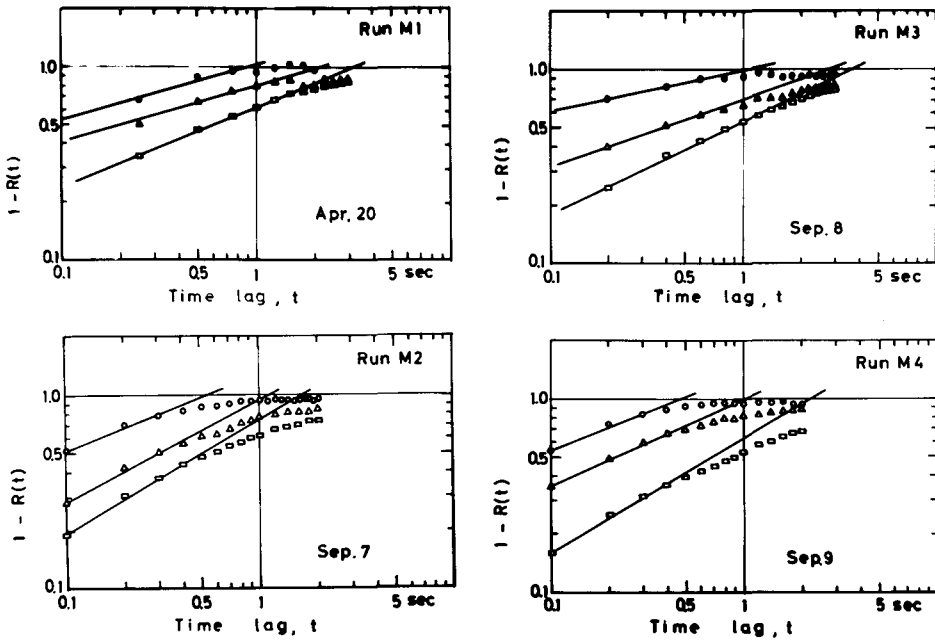 Run M1
1.0
0.5
0.1
1 - R(t)
Apr. 20
0.1
0.5
1
5 sec
Time lag, t
Run M3
1.0
0.5
0.1
1 - R(t)
Sep. 8
0.1
0.5
1
5 sec
Time lag, t
Run M2
1.0
0.5
0.1
1 - R(t)
Sep. 7
0.1
0.5
1
5 sec
Time lag, t
Run M4
1.0
0.5
0.1
1 - R(t)
Sep.9
0.1
0.5
1
5 sec
Time lag, t